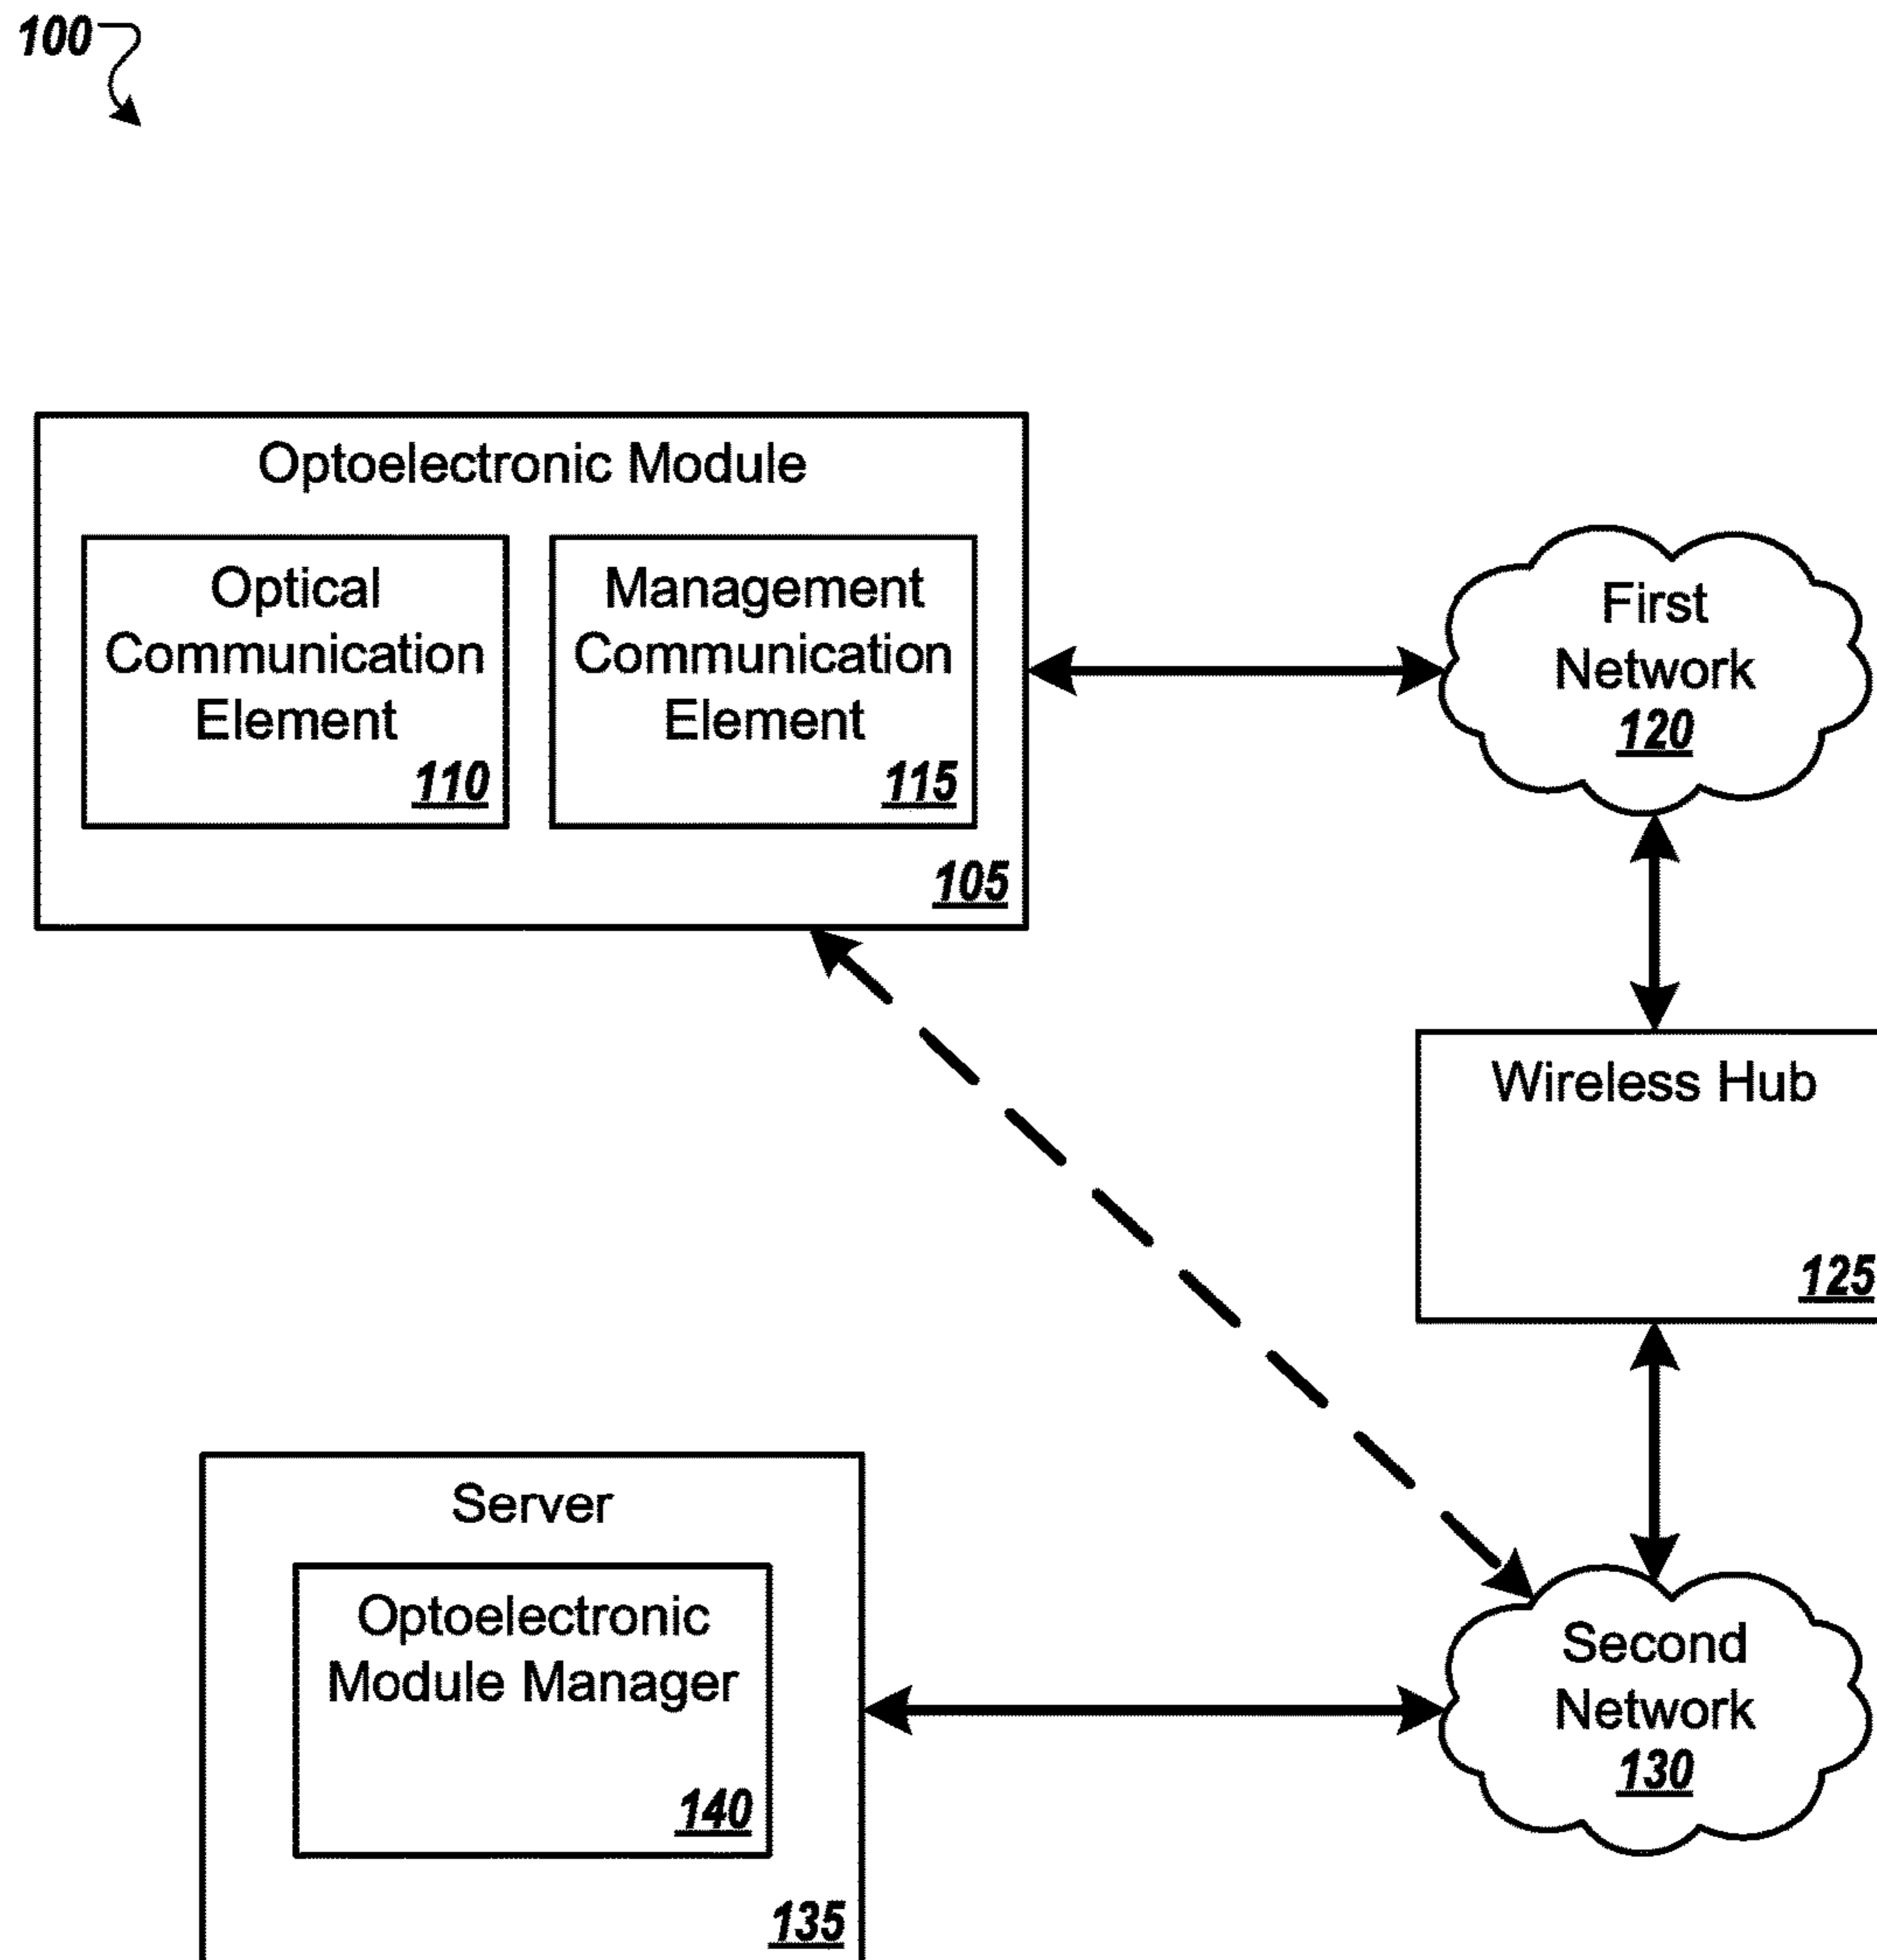 100
Optoelectronic Module
Optical
Communication
Element
110
Management
Communication
Element
115
105
First
Network
120
Wireless Hub
125
Server
Optoelectronic
Module Manager
140
135
Second
Network
130